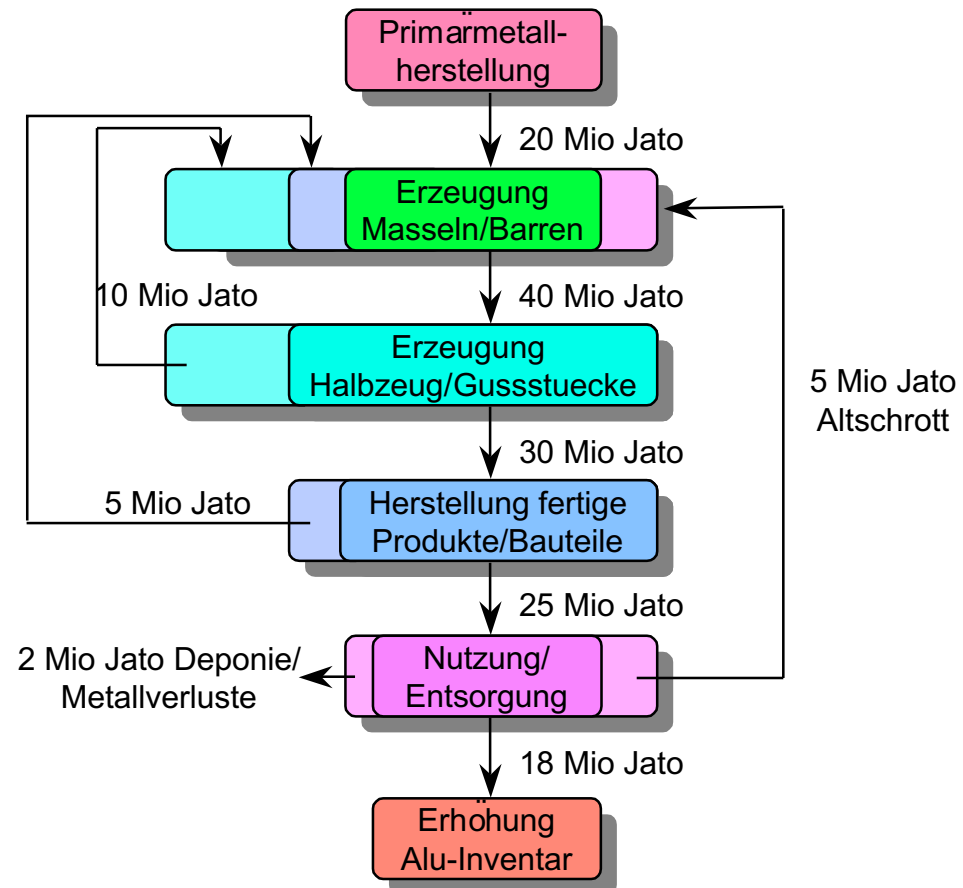 Primärmetall-
herstellung
20 Mio Jato
Erzeugung
Masseln/Barren
10 Mio Jato
40 Mio Jato
Erzeugung
Halbzeug/Gussstuecke
5 Mio Jato
Altschrott
30 Mio Jato
5 Mio Jato
Herstellung fertige
Produkte/Bauteile
25 Mio Jato
2 Mio Jato Deponie/
Metallverluste
Nutzung/
Entsorgung
18 Mio Jato
Erhöhung
Alu-Inventar